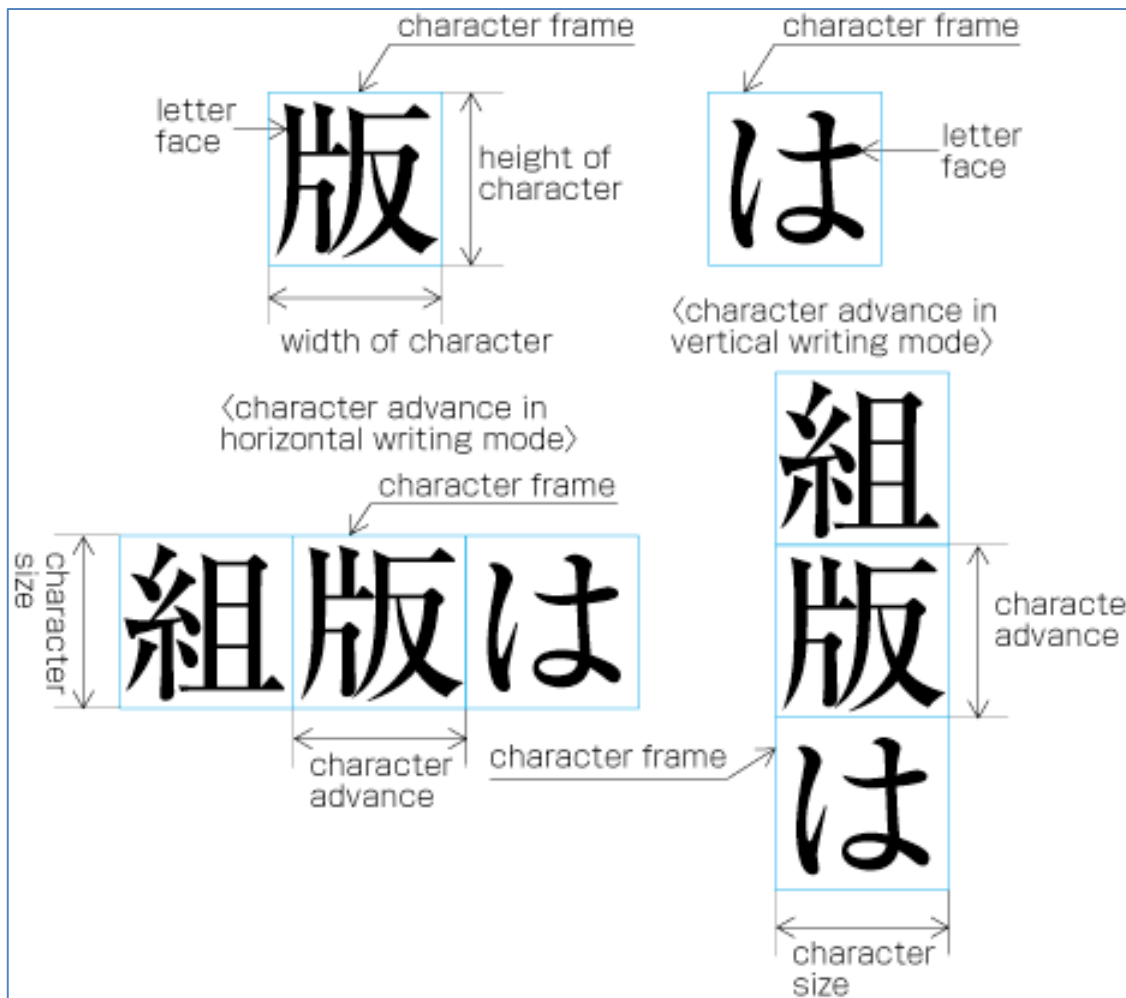 character frame
character frame
letter
face
版
height of
character
は
letter
face
width of character
〈character advance in
vertical writing mode〉
〈character advance in
horizontal writing mode〉
character frame
character
size
組版は
character
advance
組
版
は
characte
advance
character frame
character
size